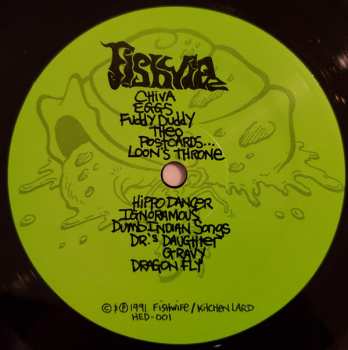 Fishwife
CHIVA
EGGS
Fuddy Duddy
Theo
Postcards...
Loon's Throne
Hippo Dancer
Ignoramous
Dumb Indian Songs
Dr.'s Daughter
Gravy
Dragon Fly
© & ℗ 1991 Fishwife/Kitchen Lard
HED-001